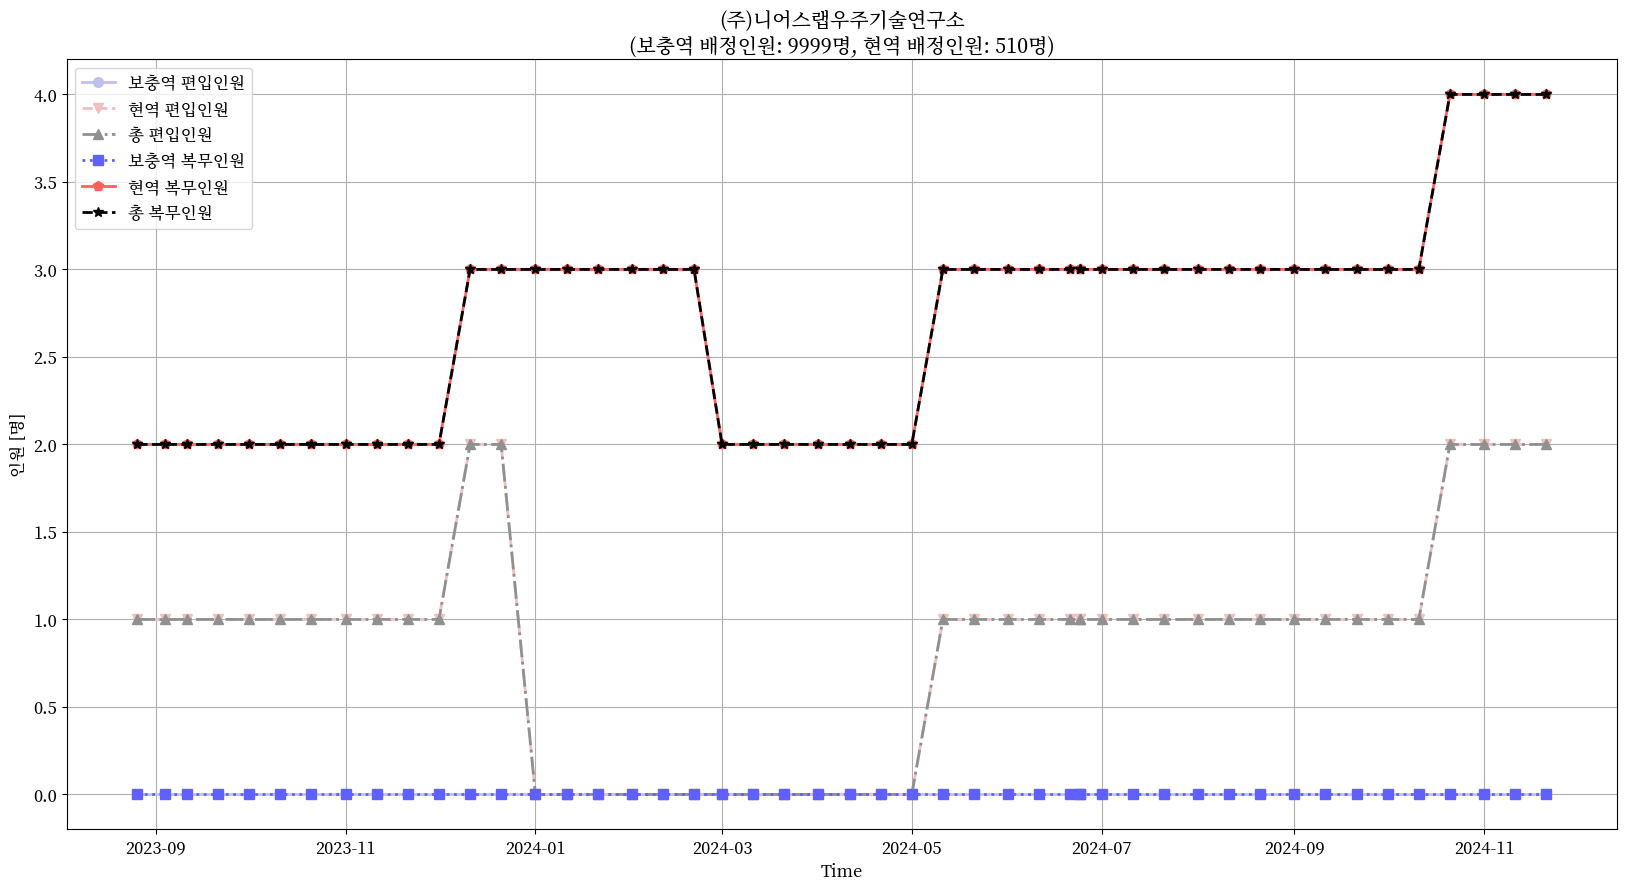 (주)니어스랩우주기술연구소
(보충역 배정인원: 9999명, 현역 배정인원: 510명)
보충역 편입인원
현역 편입인원
총 편입인원
보충역 복무인원
현역 복무인원
총 복무인원
4.0
3.5
3.0
2.5
2.0
1.5
1.0
0.5
0.0
인원 [명]
2023-09 2023-11 2024-01 2024-03 2024-05 2024-07 2024-09 2024-11
Time